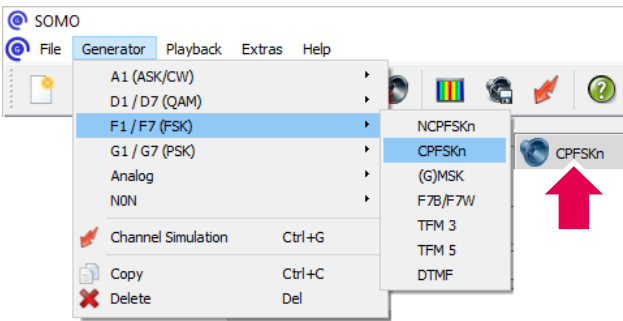 SOMO
File Generator Playback Extras Help
A1 (ASK/CW)
D1 / D7 (QAM)
F1 / F7 (FSK)
G1 / G7 (PSK)
Analog
N0N
Channel Simulation Ctrl+G
Copy Ctrl+C
Delete Del
NCPFSKn
CPFSKn
(G)MSK
F7B/F7W
TFM 3
TFM 5
DTMF
CPFSKn